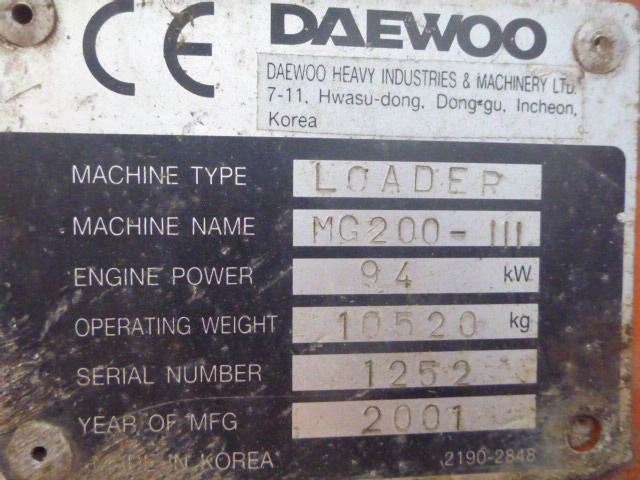 CE DAEWOO
DAEWOO HEAVY INDUSTRIES & MACHINERY LTD.
7-11, Hwasu-dong, Dong-gu, Incheon,
Korea
MACHINE TYPE LOADER
MACHINE NAME MG200-III
ENGINE POWER 94 kW
OPERATING WEIGHT 10520 kg
SERIAL NUMBER 1252
YEAR OF MFG 2001
MADE IN KOREA 2190-2848